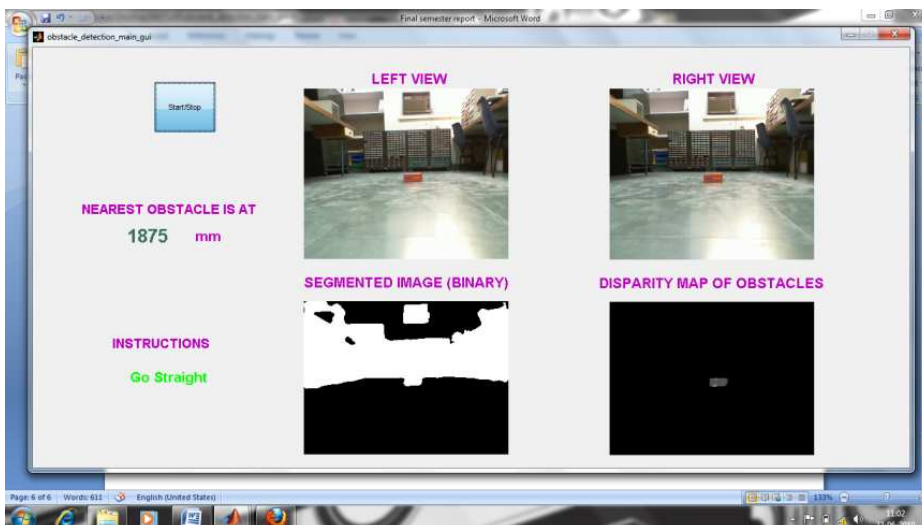 Final semester report - Microsoft Word
obstacle_detection_main_gui
Start/Stop
LEFT VIEW
RIGHT VIEW
NEAREST OBSTACLE IS AT
1875 mm
SEGMENTED IMAGE (BINARY)
DISPARITY MAP OF OBSTACLES
INSTRUCTIONS
Go Straight
Page: 6 of 6 Words: 611 English (United States) 133%
11:02